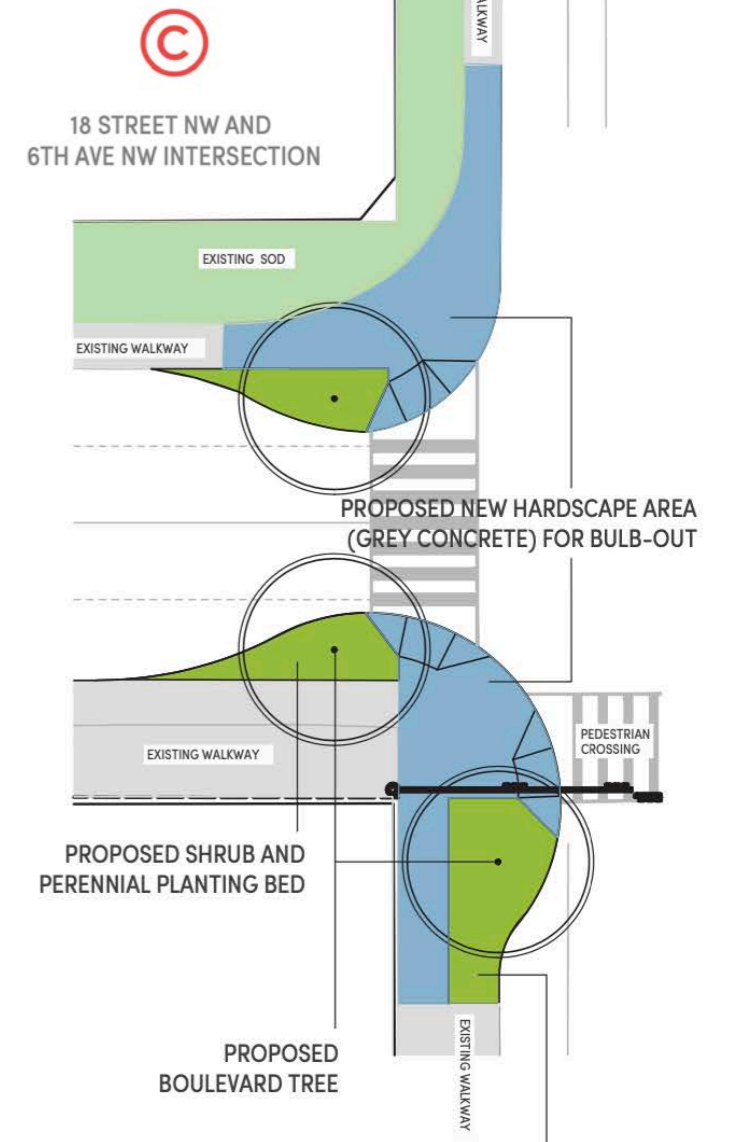 LKWAY
C
18 STREET NW AND
6TH AVE NW INTERSECTION
EXISTING SOD
EXISTING WALKWAY
PROPOSED NEW HARDSCAPE AREA
(GREY CONCRETE) FOR BULB-OUT
PEDESTRIAN
CROSSING
EXISTING WALKWAY
PROPOSED SHRUB AND
PERENNIAL PLANTING BED
EXISTING WALKWAY
PROPOSED
BOULEVARD TREE